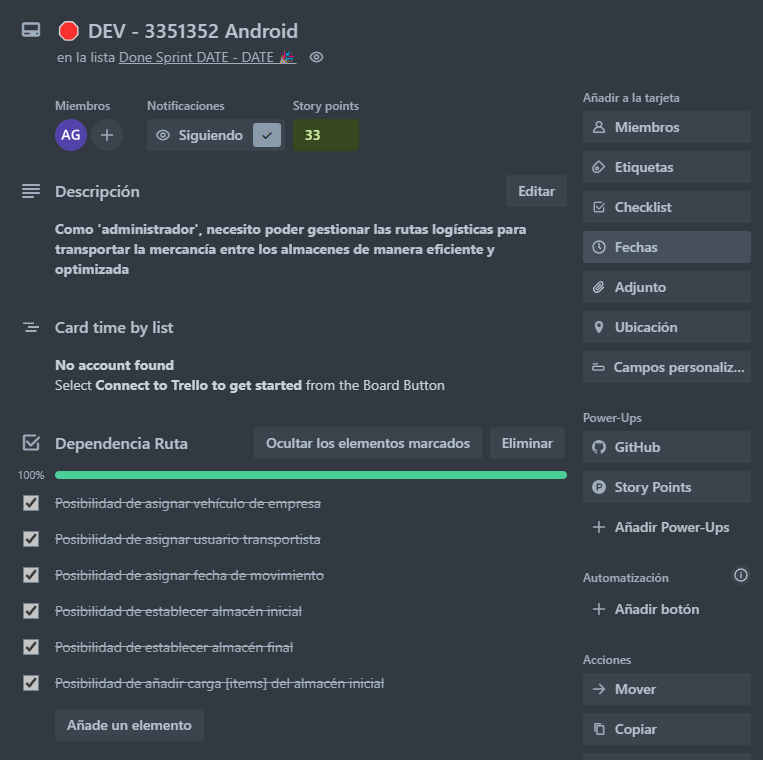 DEV - 3351352 Android
en la lista Done Sprint DATE - DATE 🎉
Miembros
Notificaciones
Story points
AG
Siguiendo
33
Descripción
Editar
Como 'administrador', necesito poder gestionar las rutas logísticas para
transportar la mercancía entre los almacenes de manera eficiente y
optimizada
Card time by list
No account found
Select Connect to Trello to get started from the Board Button
Dependencia Ruta
Ocultar los elementos marcados
Eliminar
100%
Posibilidad de asignar vehículo de empresa
Posibilidad de asignar usuario transportista
Posibilidad de asignar fecha de movimiento
Posibilidad de establecer almacén inicial
Posibilidad de establecer almacén final
Posibilidad de añadir carga [items] del almacén inicial
Añade un elemento
Añadir a la tarjeta
Miembros
Etiquetas
Checklist
Fechas
Adjunto
Ubicación
Campos personaliz...
Power-Ups
GitHub
Story Points
Añadir Power-Ups
Automatización
Añadir botón
Acciones
Mover
Copiar